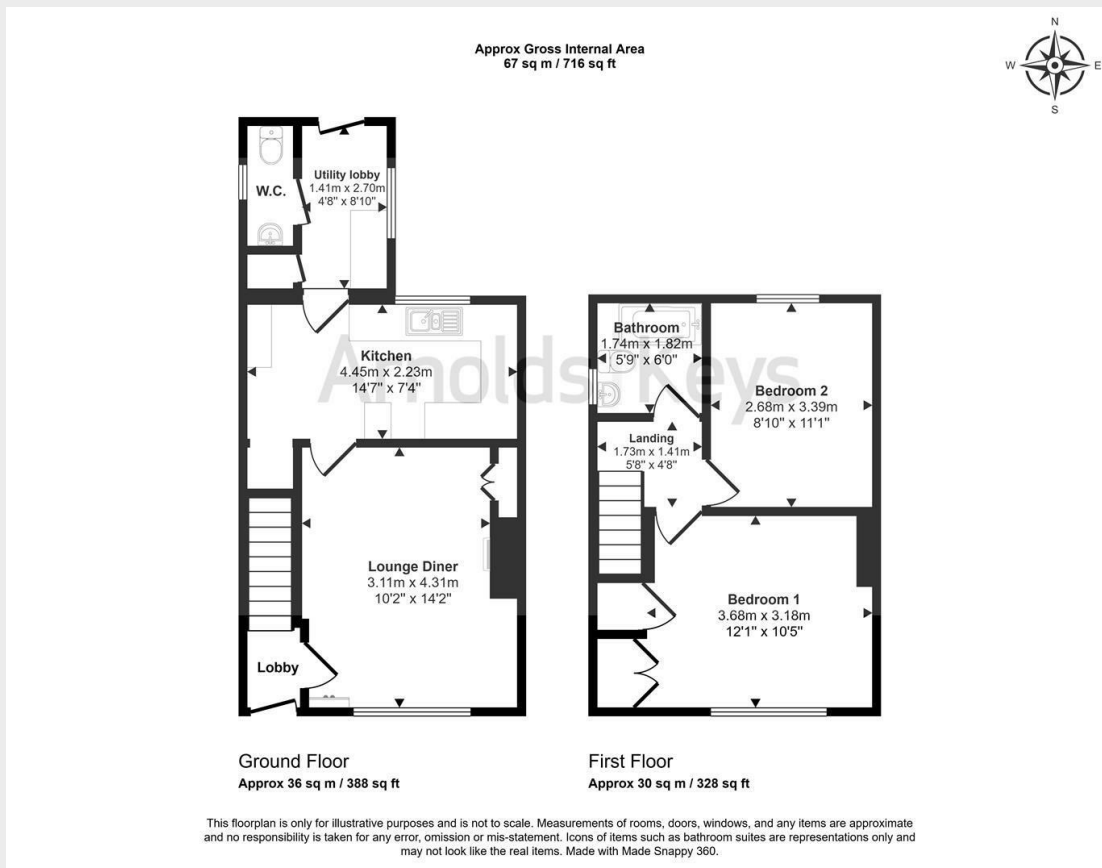 Approx Gross Internal Area
67 sq m / 716 sq ft
N
W
E
S
W.C.
Utility lobby
1.41m x 2.70m
4'8" x 8'10"
Kitchen
4.45m x 2.23m
14'7" x 7'4"
Lounge Diner
3.11m x 4.31m
10'2" x 14'2"
Lobby
Bathroom
1.74m x 1.82m
5'9" x 6'0"
Bedroom 2
2.68m x 3.39m
8'10" x 11'1"
Landing
1.73m x 1.41m
5'8" x 4'8"
Bedroom 1
3.68m x 3.18m
12'1" x 10'5"
Arnolds Keys
Ground Floor
Approx 36 sq m / 388 sq ft
First Floor
Approx 30 sq m / 328 sq ft
This floorplan is only for illustrative purposes and is not to scale. Measurements of rooms, doors, windows, and any items are approximate
and no responsibility is taken for any error, omission or mis-statement. Icons of items such as bathroom suites are representations only and
may not look like the real items. Made with Made Snappy 360.